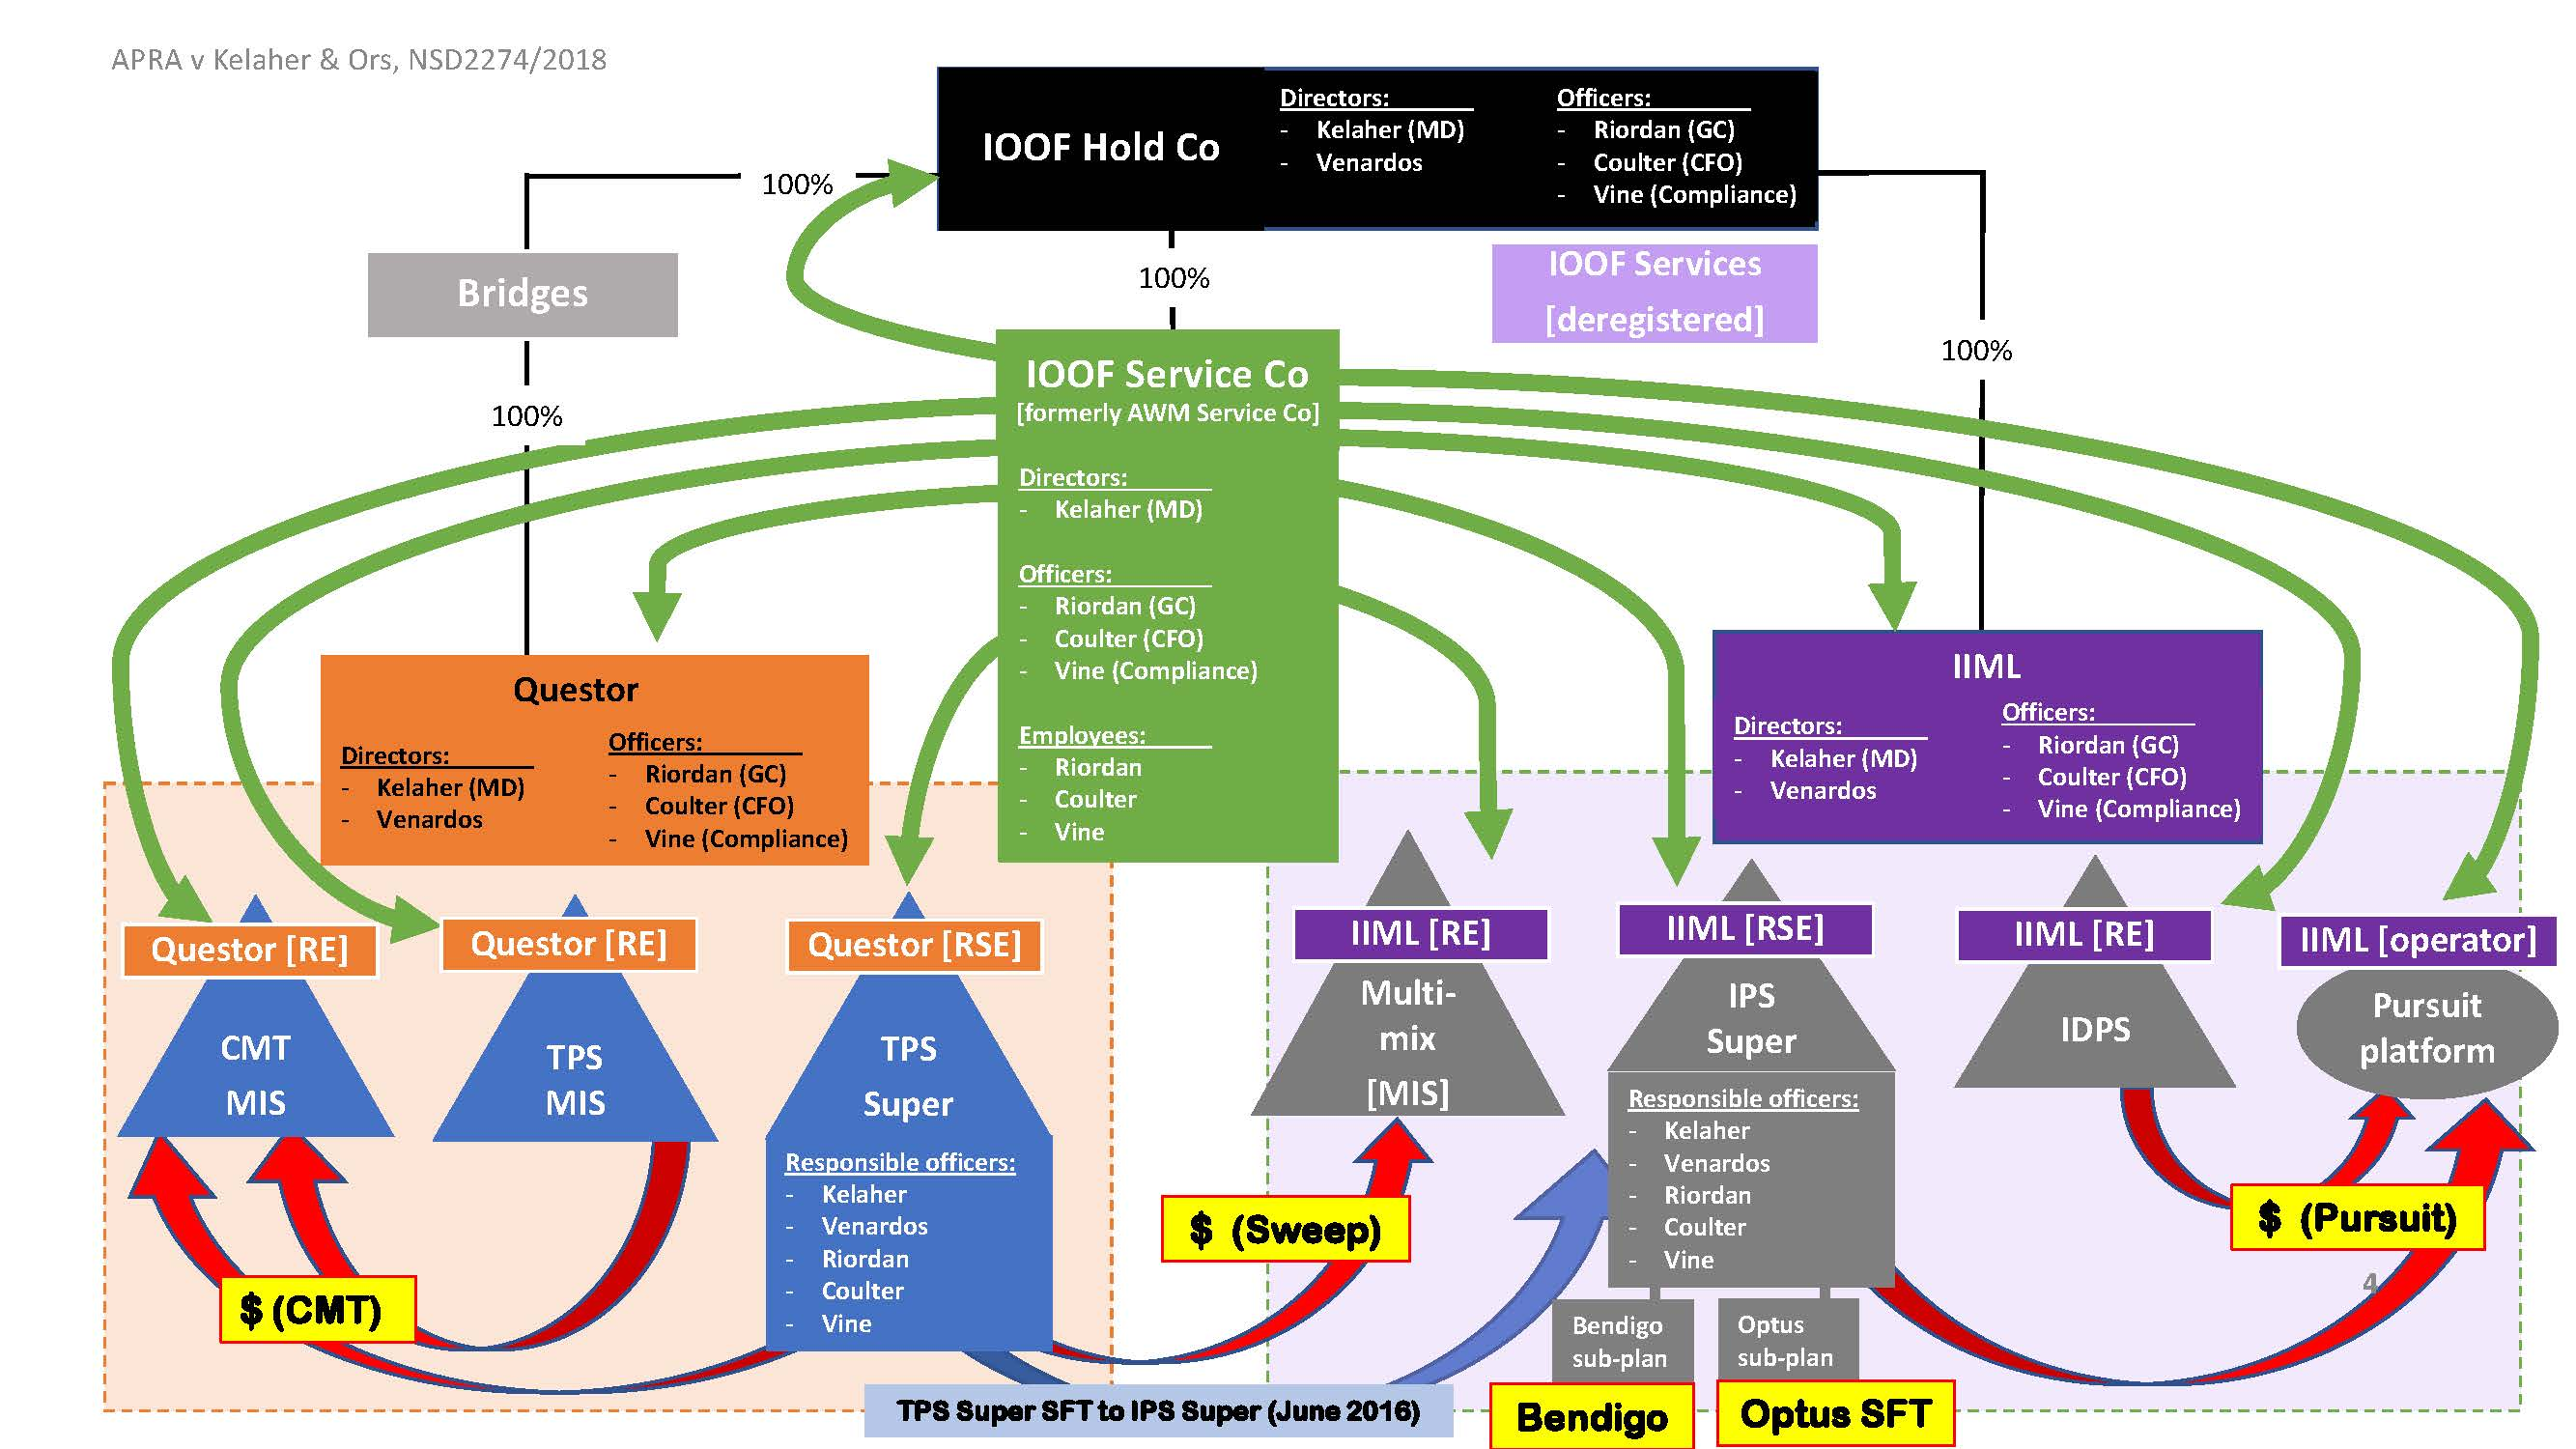 APRA v Kelaher & Ors, NSD2274/2018
IOOF Hold Co
Directors:
- Kelaher (MD)
- Venardos
Officers:
- Riordan (GC)
- Coulter (CFO)
- Vine (Compliance)
100%
100%
100%
100%
Bridges
IOOF Services
[deregistered]
IOOF Service Co
[formerly AWM Service Co]
Directors:
- Kelaher (MD)
Officers:
- Riordan (GC)
- Coulter (CFO)
- Vine (Compliance)
Employees:
- Riordan
- Coulter
- Vine
Questor
Directors:
- Kelaher (MD)
- Venardos
Officers:
- Riordan (GC)
- Coulter (CFO)
- Vine (Compliance)
IIML
Directors:
- Kelaher (MD)
- Venardos
Officers:
- Riordan (GC)
- Coulter (CFO)
- Vine (Compliance)
Questor [RE]
CMT
MIS
Questor [RE]
TPS
MIS
Questor [RSE]
TPS
Super
Responsible officers:
- Kelaher
- Venardos
- Riordan
- Coulter
- Vine
IIML [RE]
Multi-
mix
[MIS]
IIML [RSE]
IPS
Super
Responsible officers:
- Kelaher
- Venardos
- Riordan
- Coulter
- Vine
IIML [RE]
IDPS
IIML [operator]
Pursuit
platform
$ (CMT)
$ (Sweep)
$ (Pursuit)
4
Bendigo
sub-plan
Optus
sub-plan
TPS Super SFT to IPS Super (June 2016)
Bendigo
Optus SFT